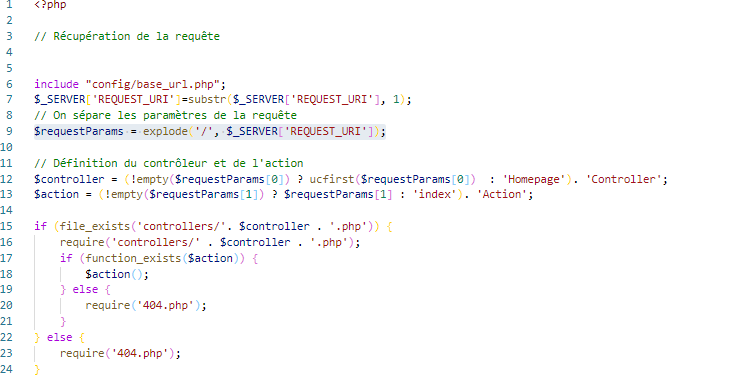 1 <?php
2
3 // Récupération de la requête
4
5
6 include "config/base_url.php";
7 $_SERVER['REQUEST_URI']=substr($_SERVER['REQUEST_URI'], 1);
8 // On sépare les paramètres de la requête
9 $requestParams = explode('/', $_SERVER['REQUEST_URI']);
10
11 // Définition du contrôleur et de l'action
12 $controller = (!empty($requestParams[0]) ? ucfirst($requestParams[0])  : 'Homepage'). 'Controller';
13 $action = (!empty($requestParams[1]) ? $requestParams[1] : 'index'). 'Action';
14
15 if (file_exists('controllers/'. $controller . '.php')) {
16     require('controllers/' . $controller . '.php');
17     if (function_exists($action)) {
18         $action();
19     } else {
20         require('404.php');
21     }
22 } else {
23     require('404.php');
24 }